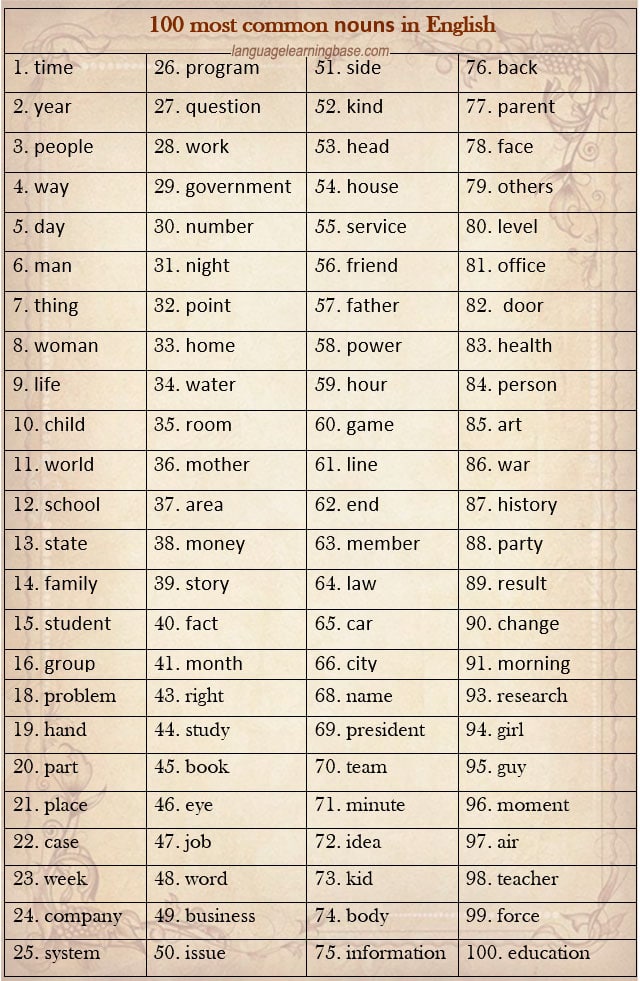 100 most common nouns in English
languagelearningbase.com
1. time 26. program 51. side 76. back
2. year 27. question 52. kind 77. parent
3. people 28. work 53. head 78. face
4. way 29. government 54. house 79. others
5. day 30. number 55. service 80. level
6. man 31. night 56. friend 81. office
7. thing 32. point 57. father 82. door
8. woman 33. home 58. power 83. health
9. life 34. water 59. hour 84. person
10. child 35. room 60. game 85. art
11. world 36. mother 61. line 86. war
12. school 37. area 62. end 87. history
13. state 38. money 63. member 88. party
14. family 39. story 64. law 89. result
15. student 40. fact 65. car 90. change
16. group 41. month 66. city 91. morning
18. problem 43. right 68. name 93. research
19. hand 44. study 69. president 94. girl
20. part 45. book 70. team 95. guy
21. place 46. eye 71. minute 96. moment
22. case 47. job 72. idea 97. air
23. week 48. word 73. kid 98. teacher
24. company 49. business 74. body 99. force
25. system 50. issue 75. information 100. education